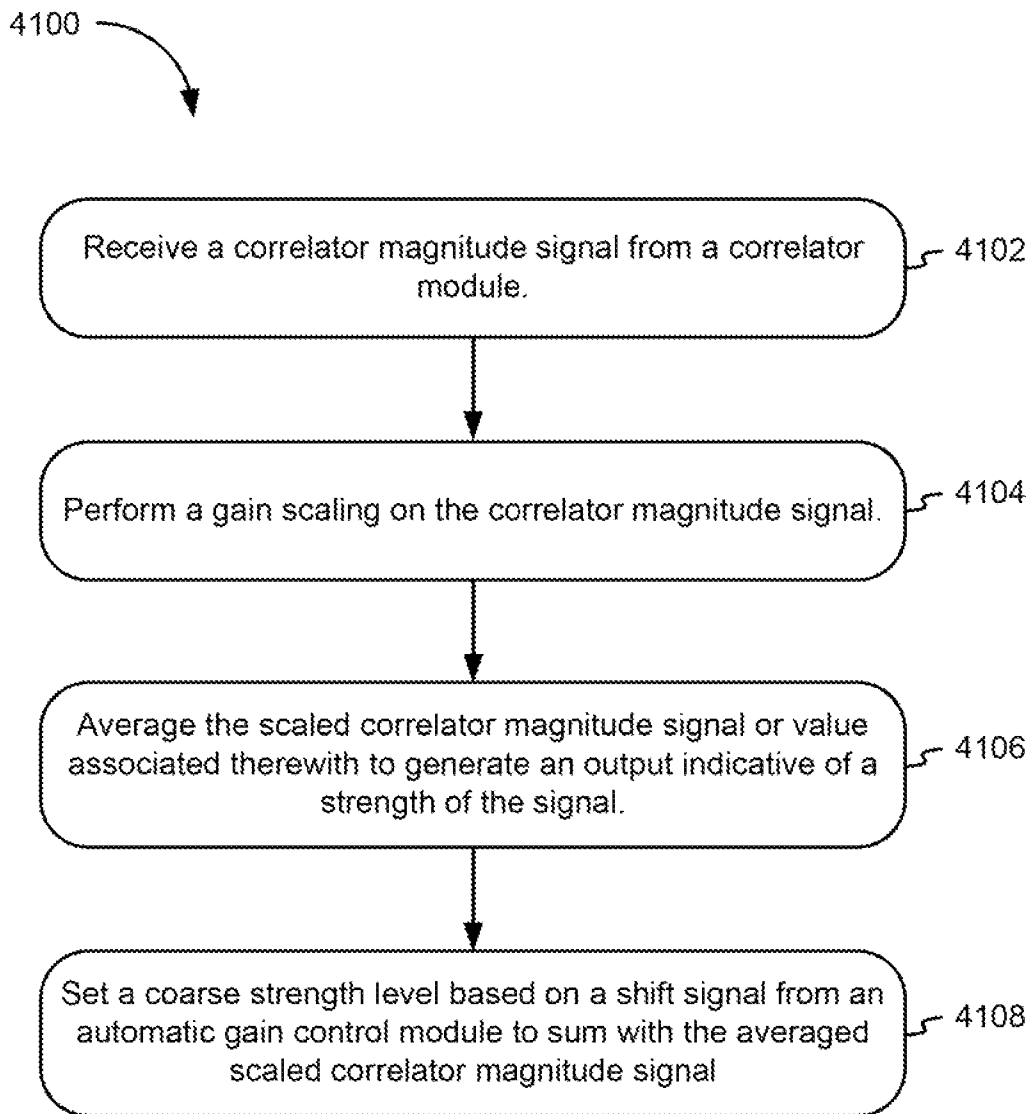 4100
Receive a correlator magnitude signal from a correlator
module.
4102
Perform a gain scaling on the correlator magnitude signal.
4104
Average the scaled correlator magnitude signal or value
associated therewith to generate an output indicative of a
strength of the signal.
4106
Set a coarse strength level based on a shift signal from an
automatic gain control module to sum with the averaged
scaled correlator magnitude signal
4108